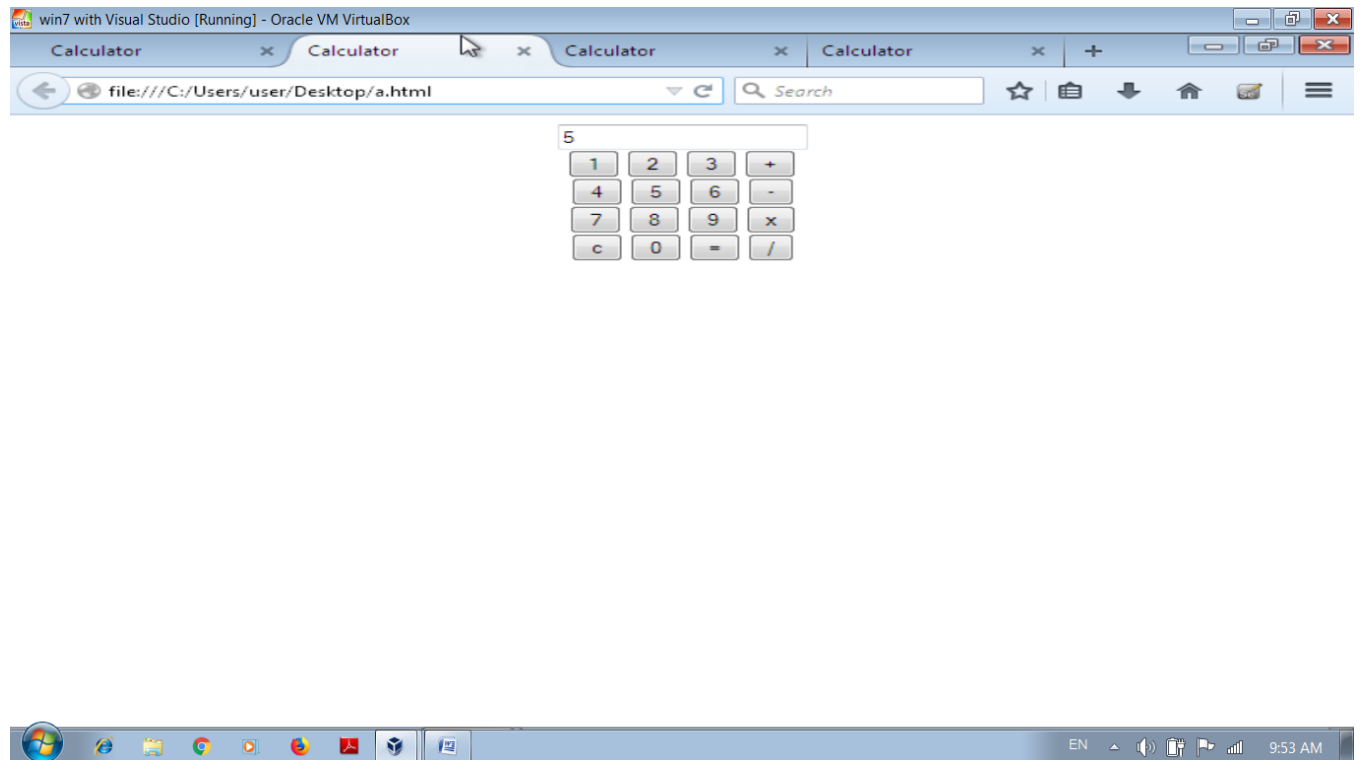 win7 with Visual Studio [Running] - Oracle VM VirtualBox
Calculator Calculator Calculator Calculator
file:///C:/Users/user/Desktop/a.html Search
5
1 2 3 +
4 5 6 -
7 8 9 x
c 0 = /
EN 9:53 AM